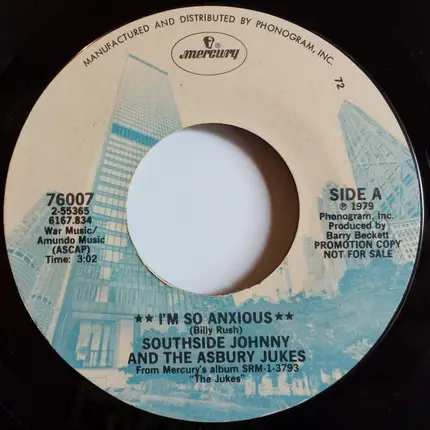 MANUFACTURED AND DISTRIBUTED BY PHONOGRAM, INC.
72
mercury
76007
2-55365
6167.834
War Music/
Amundo Music
(ASCAP)
Time: 3:02
SIDE A
℗ 1979
Phonogram, Inc.
Produced by
Barry Beckett
PROMOTION COPY
NOT FOR SALE
★★ I'M SO ANXIOUS ★★
(Billy Rush)
SOUTHSIDE JOHNNY
AND THE ASBURY JUKES
From Mercury's album SRM-1-3793
"The Jukes"